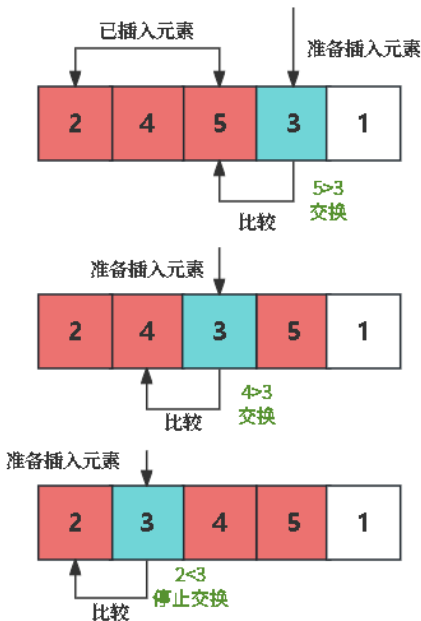 已插入元素
准备插入元素
2 4 5 3 1
5>3
交换
比较
准备插入元素
2 4 3 5 1
4>3
交换
比较
准备插入元素
2 3 4 5 1
2<3
停止交换
比较